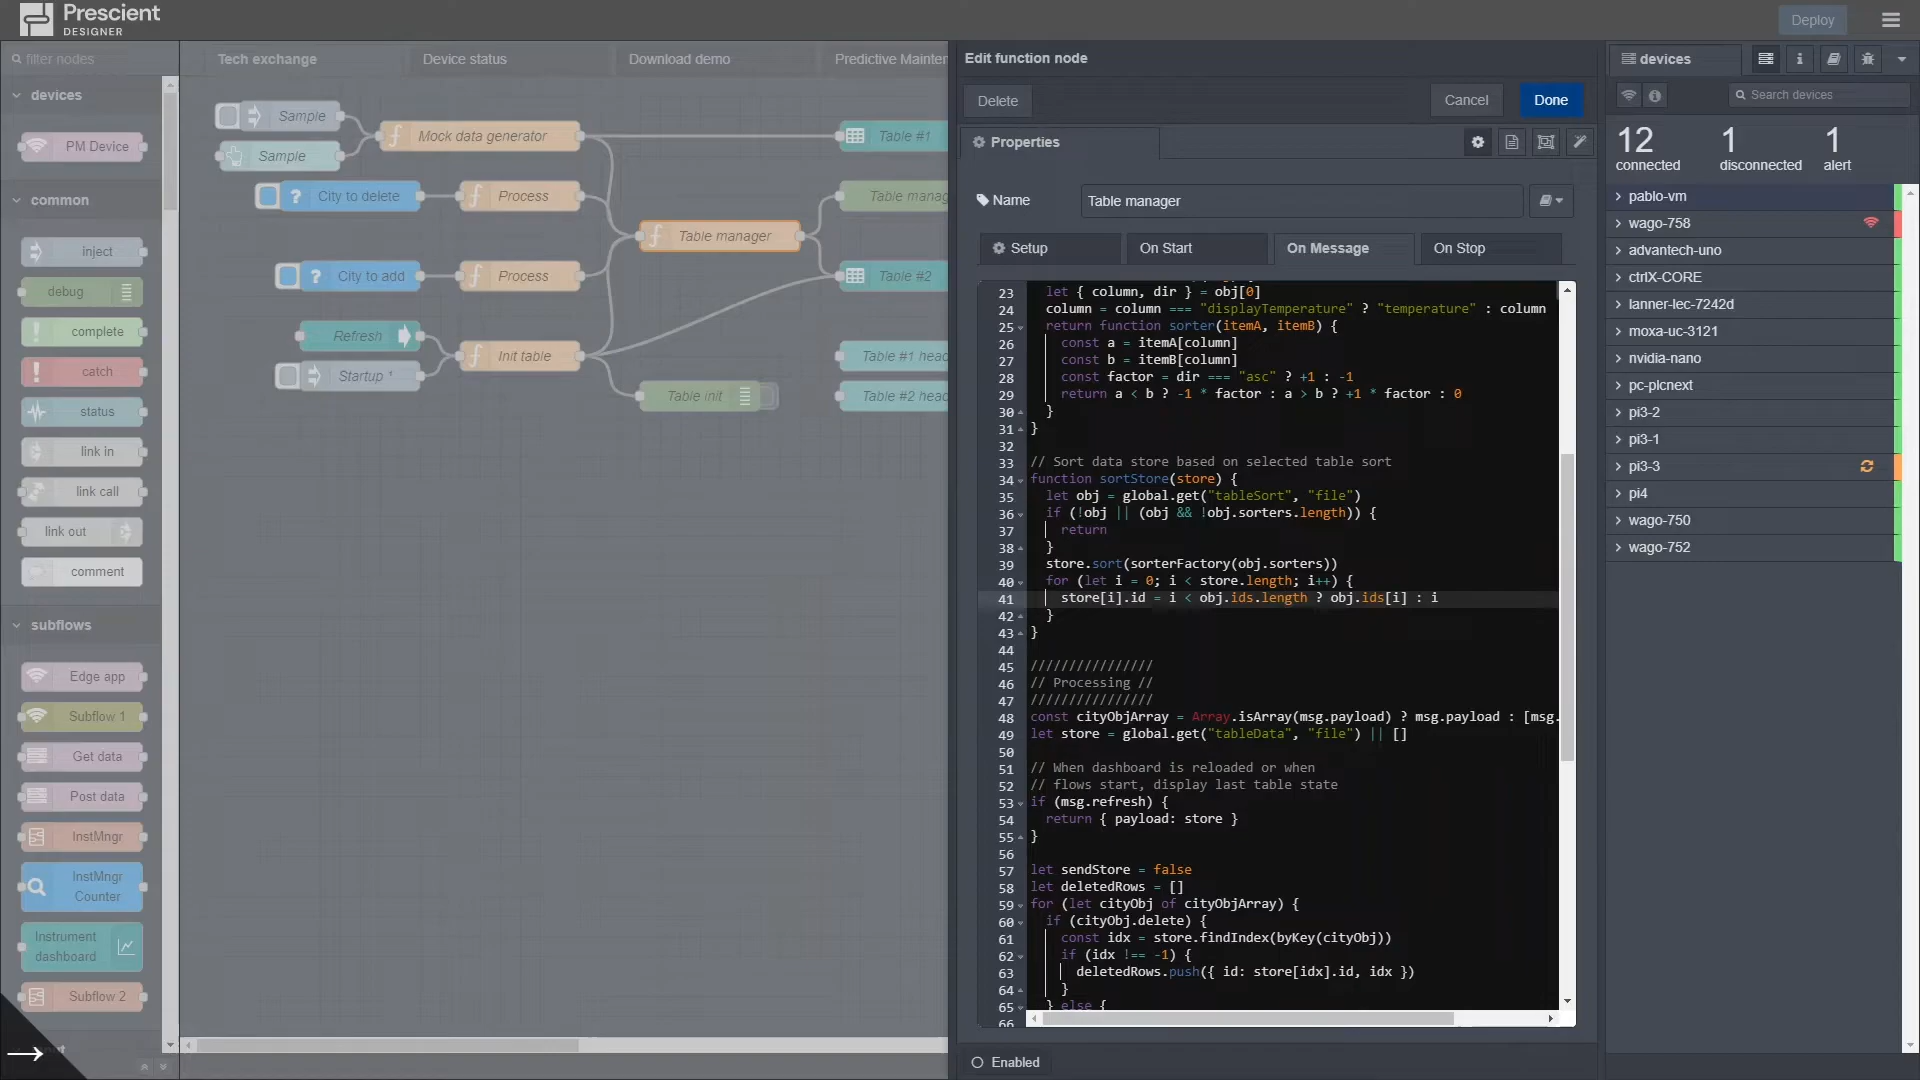 Prescient
DESIGNER
Deploy
filter nodes
devices
PM Device
common
inject
debug
complete
catch
status
link in
link call
link out
comment
subflows
Edge app
Subflow 1
Get data
Post data
InstMngr
InstMngr
Counter
Instrument
dashboard
Subflow 2
Tech exchange
Device status
Download demo
Predictive Mainten
Sample
Sample
Mock data generator
Table #1
City to delete
Process
Table manag
Table manager
City to add
Process
Table #2
Refresh
Init table
Startup ¹
Table #1 head
Table init
Table #2 head
Edit function node
Delete
Cancel
Done
Properties
Name
Table manager
Setup
On Start
On Message
On Stop
23 let { column, dir } = obj[0]
24 column = column === "displayTemperature" ? "temperature" : column
25 return function sorter(itemA, itemB) {
26 const a = itemA[column]
27 const b = itemB[column]
28 const factor = dir === "asc" ? +1 : -1
29 return a < b ? -1 * factor : a > b ? +1 * factor : 0
30 }
31 }
32
33 // Sort data store based on selected table sort
34 function sortStore(store) {
35 let obj = global.get("tableSort", "file")
36 if (!obj || (obj && !obj.sorters.length)) {
37 return
38 }
39 store.sort(sorterFactory(obj.sorters))
40 for (let i = 0; i < store.length; i++) {
41 store[i].id = i < obj.ids.length ? obj.ids[i] : i
42 }
43 }
44
45 ////////////////
46 // Processing //
47 ////////////////
48 const cityObjArray = Array.isArray(msg.payload) ? msg.payload : [msg.
49 let store = global.get("tableData", "file") || []
50
51 // When dashboard is reloaded or when
52 // flows start, display last table state
53 if (msg.refresh) {
54 return { payload: store }
55 }
56
57 let sendStore = false
58 let deletedRows = []
59 for (let cityObj of cityObjArray) {
60 if (cityObj.delete) {
61 const idx = store.findIndex(byKey(cityObj))
62 if (idx !== -1) {
63 deletedRows.push({ id: store[idx].id, idx })
64 }
65 } else {
66
Enabled
devices
Search devices
12
connected
1
disconnected
1
alert
pablo-vm
wago-758
advantech-uno
ctrlX-CORE
lanner-lec-7242d
moxa-uc-3121
nvidia-nano
pc-plcnext
pi3-2
pi3-1
pi3-3
pi4
wago-750
wago-752